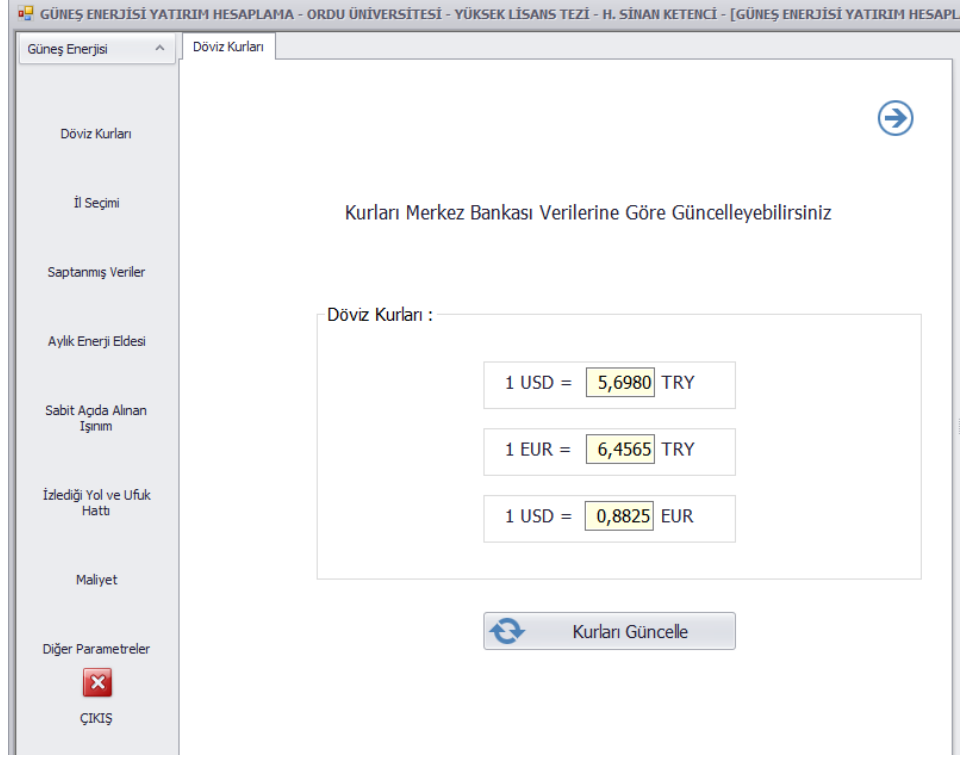 GÜNEŞ ENERJİSİ YATIRIM HESAPLAMA - ORDU ÜNİVERSİTESİ - YÜKSEK LİSANS TEZİ - H. SİNAN KETENCİ - [GÜNEŞ ENERJİSİ YATIRIM HESAPL
Güneş Enerjisi
Döviz Kurları
Döviz Kurları
İl Seçimi
Saptanmış Veriler
Aylık Enerji Eldesi
Sabit Açıda Alınan
Işınım
İzlediği Yol ve Ufuk
Hattı
Maliyet
Diğer Parametreler
ÇIKIŞ
Kurları Merkez Bankası Verilerine Göre Güncelleyebilirsiniz
Döviz Kurları :
1 USD = 5,6980 TRY
1 EUR = 6,4565 TRY
1 USD = 0,8825 EUR
Kurları Güncelle